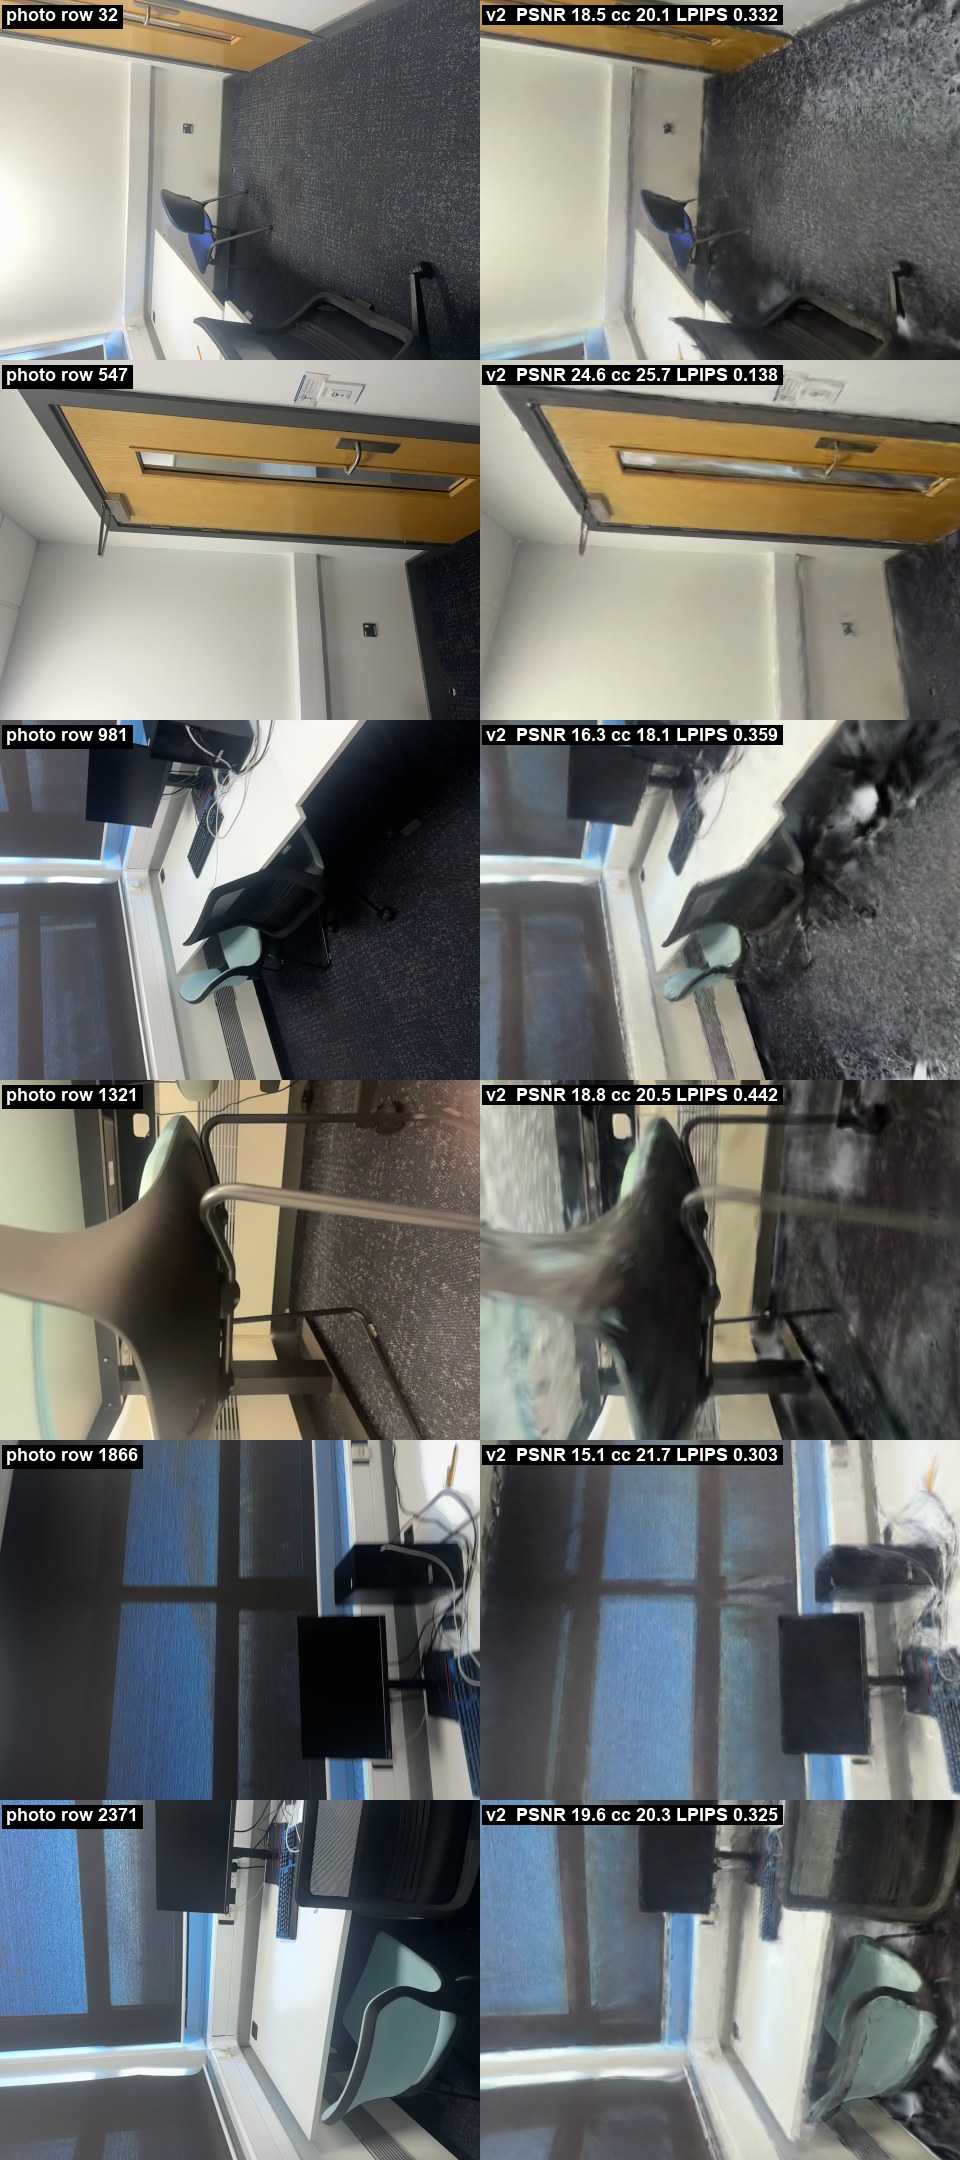 photo row 32
v2 PSNR 18.5 cc 20.1 LPIPS 0.332
photo row 547
v2 PSNR 24.6 cc 25.7 LPIPS 0.138
photo row 981
v2 PSNR 16.3 cc 18.1 LPIPS 0.359
photo row 1321
v2 PSNR 18.8 cc 20.5 LPIPS 0.442
photo row 1866
v2 PSNR 15.1 cc 21.7 LPIPS 0.303
photo row 2371
v2 PSNR 19.6 cc 20.3 LPIPS 0.325